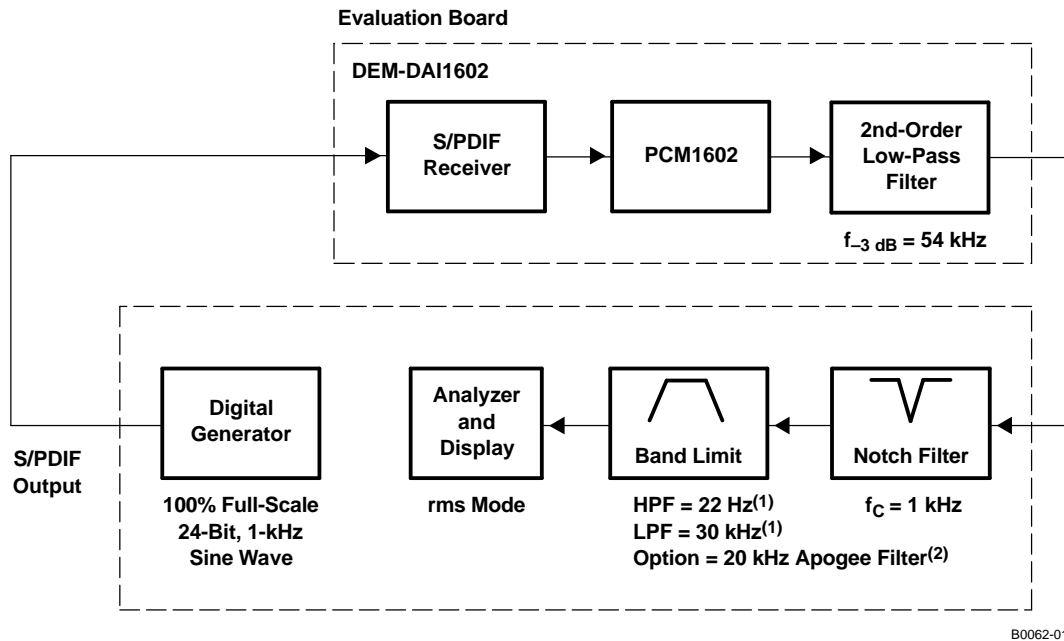 Evaluation Board
DEM-DAI1602
S/PDIF
Receiver
PCM1602
2nd-Order
Low-Pass
Filter
f–3 dB = 54 kHz
Digital
Generator
Analyzer
and
Display
Band Limit
Notch Filter
S/PDIF
Output
100% Full-Scale
24-Bit, 1-kHz
Sine Wave
rms Mode
HPF = 22 Hz(1)
LPF = 30 kHz(1)
Option = 20 kHz Apogee Filter(2)
fC = 1 kHz
B0062-01